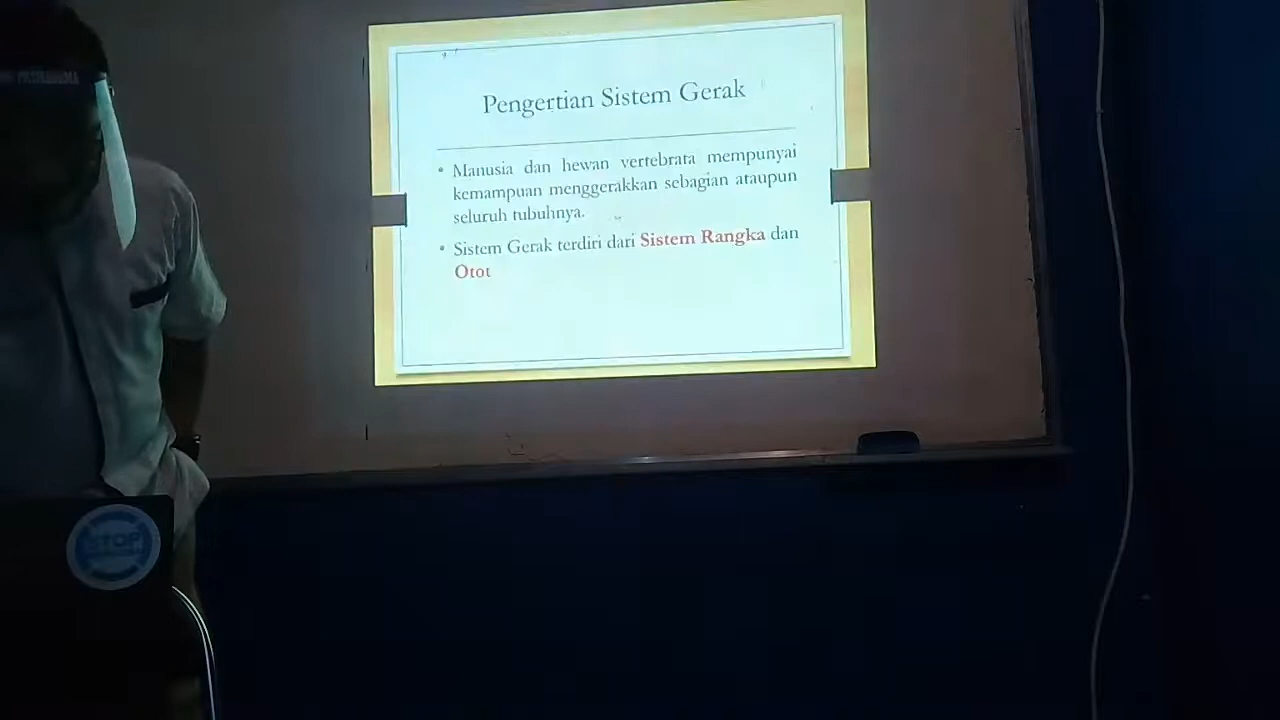 Pengertian Sistem Gerak
• Manusia dan hewan vertebrata mempunyai
kemampuan menggerakkan sebagian ataupun
seluruh tubuhnya.
• Sistem Gerak terdiri dari Sistem Rangka dan
Otot
STOP